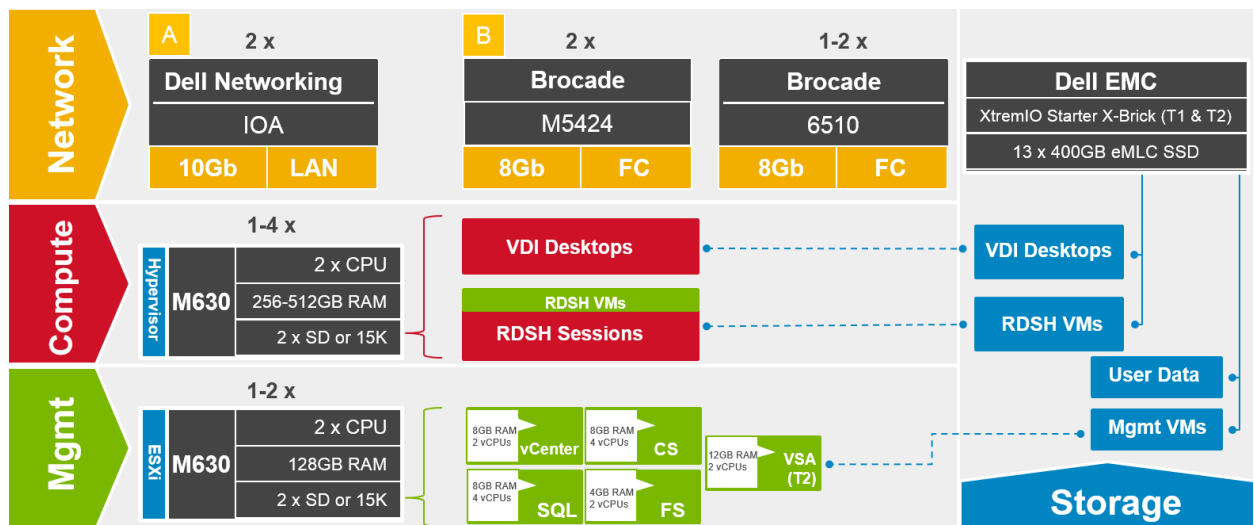 Network
A
2 x
Dell Networking
IOA
10Gb
LAN
B
2 x
Brocade
M5424
8Gb
FC
1-2 x
Brocade
6510
8Gb
FC
Dell EMC
XtremIO Starter X-Brick (T1 & T2)
13 x 400GB eMLC SSD
Compute
1-4 x
Hypervisor
M630
2 x CPU
256-512GB RAM
2 x SD or 15K
VDI Desktops
RDSH VMs
RDSH Sessions
VDI Desktops
RDSH VMs
User Data
Mgmt VMs
Mgmt
1-2 x
ESXi
M630
2 x CPU
128GB RAM
2 x SD or 15K
8GB RAM
2 vCPUs
vCenter
8GB RAM
4 vCPUs
CS
8GB RAM
4 vCPUs
SQL
4GB RAM
2 vCPUs
FS
12GB RAM
2 vCPUs
VSA
(T2)
Storage